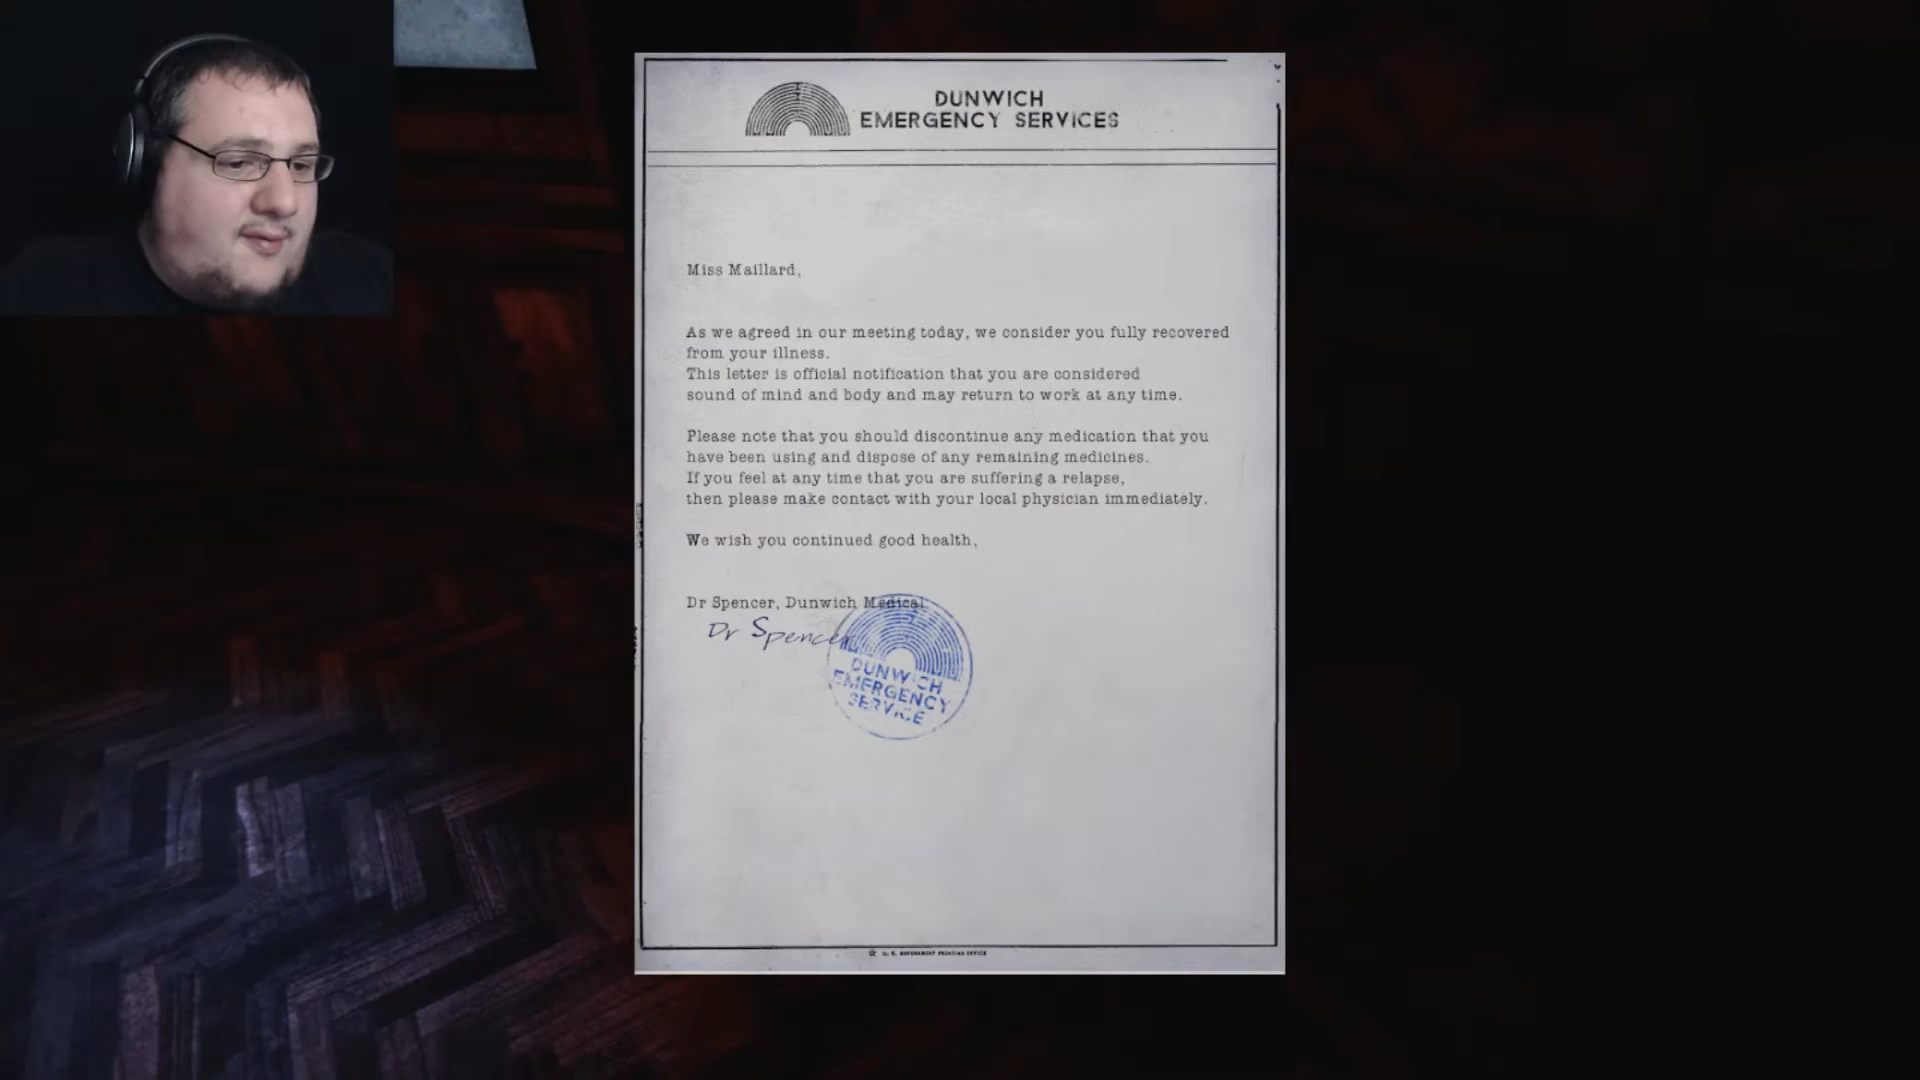 DUNWICH
EMERGENCY SERVICES
Miss Maillard,
As we agreed in our meeting today, we consider you fully recovered
from your illness.
This letter is official notification that you are considered
sound of mind and body and may return to work at any time.
Please note that you should discontinue any medication that you
have been using and dispose of any remaining medicines.
If you feel at any time that you are suffering a relapse,
then please make contact with your local physician immediately.
We wish you continued good health,
Dr Spencer, Dunwich Medical
Dr Spencer
DUNWICH
EMERGENCY
SERVICE
U. S. GOVERNMENT PRINTING OFFICE